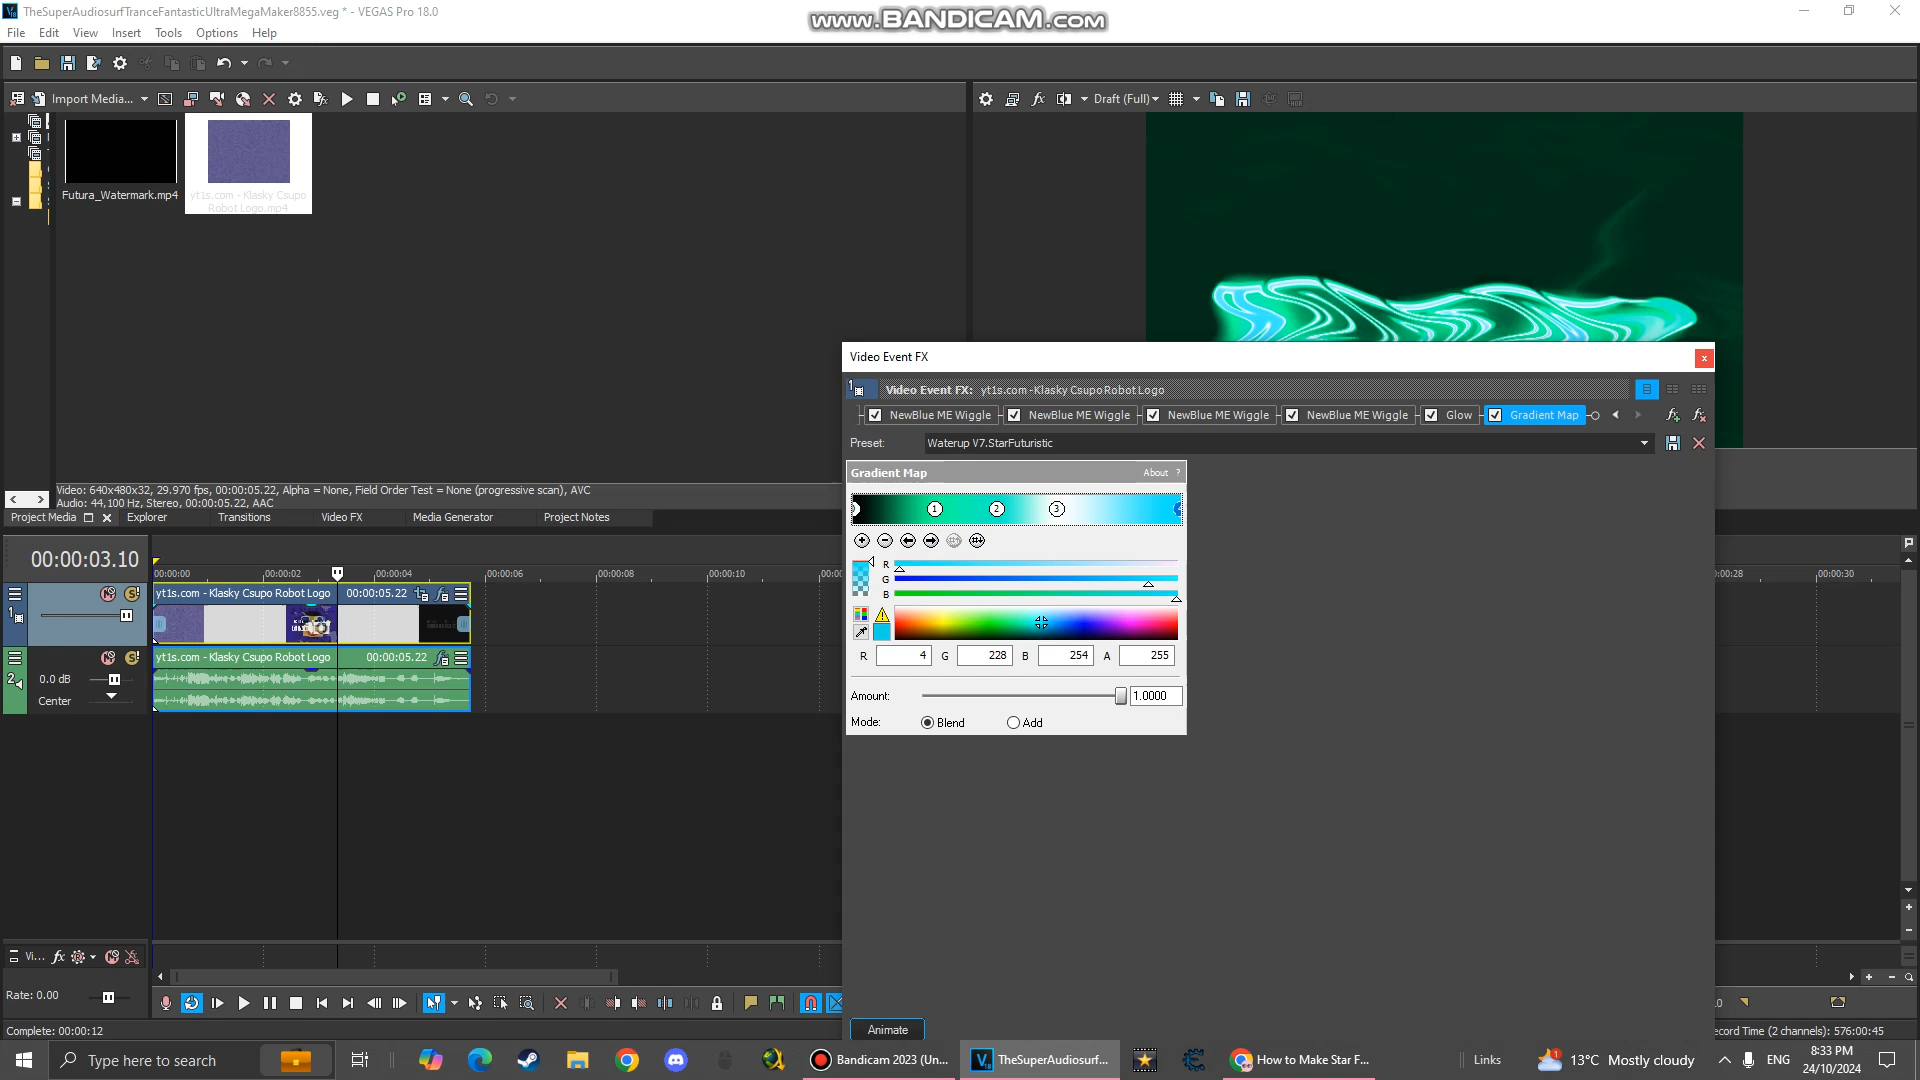 TheSuperAudiosurfTranceFantasticUltraMegaMaker8855.veg * - VEGAS Pro 18.0
www.BANDICAM.com
File Edit View Insert Tools Options Help
Import Media...
Draft (Full)
Futura_Watermark.mp4
yt1s.com - Klasky Csupo
Robot Logo.mp4
Video Event FX
Video Event FX: yt1s.com - Klasky Csupo Robot Logo
NewBlue ME Wiggle NewBlue ME Wiggle NewBlue ME Wiggle NewBlue ME Wiggle Glow Gradient Map
Preset: Waterup V7.StarFuturistic
Gradient Map About ?
1 2 3
R
G
B
R 4 G 228 B 254 A 255
Amount: 1.0000
Mode: Blend Add
Animate
Video: 640x480x32, 29.970 fps, 00:00:05.22, Alpha = None, Field Order Test = None (progressive scan), AVC
Audio: 44,100 Hz, Stereo, 00:00:05.22, AAC
Project Media Explorer Transitions Video FX Media Generator Project Notes
00:00:03.10
00:00:00 00:00:02 00:00:04 00:00:06 00:00:08 00:00:10 00:00:28 00:00:30
1 yt1s.com - Klasky Csupo Robot Logo 00:00:05.22
yt1s.com - Klasky Csupo Robot Logo 00:00:05.22
2 0.0 dB
Center
Vi...
Rate: 0.00
Complete: 00:00:12
ecord Time (2 channels): 576:00:45
Type here to search
Bandicam 2023 (Un...
TheSuperAudiosurf...
How to Make Star F...
Links
13°C Mostly cloudy
ENG
8:33 PM
24/10/2024